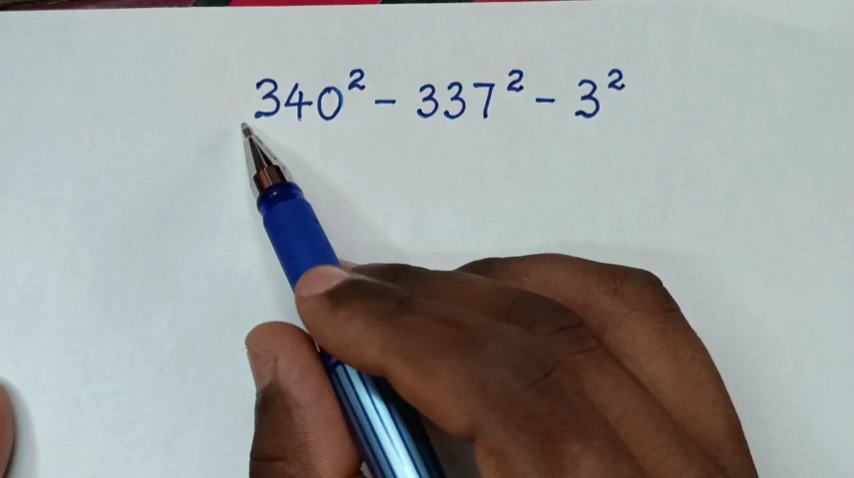 340² - 337² - 3²